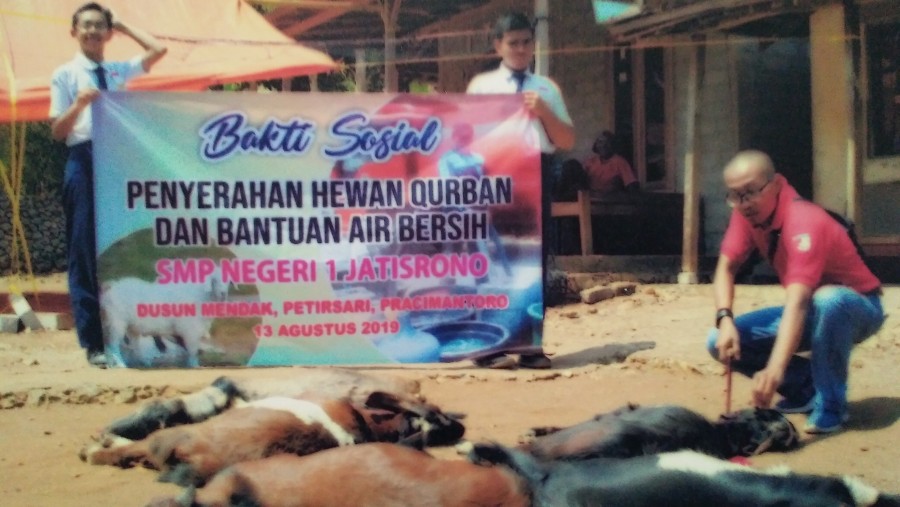 Bakti Sosial
PENYERAHAN HEWAN QURBAN
DAN BANTUAN AIR BERSIH
SMP NEGERI 1 JATISRONO
DUSUN MENDAK, PETIRSARI, PRACIMANTORO
13 AGUSTUS 2019